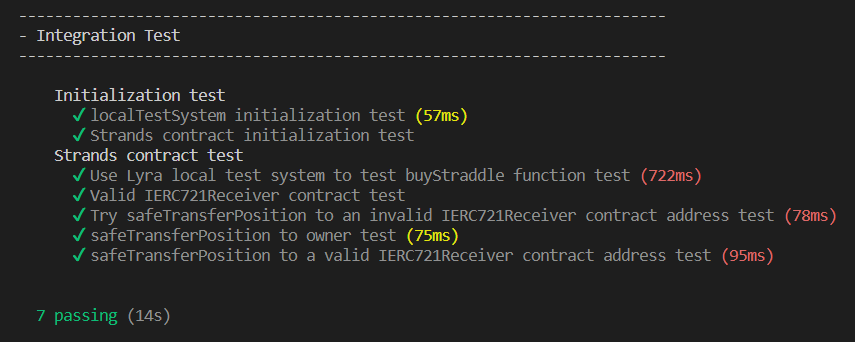 ------------------------------------------------------------------------
- Integration Test
------------------------------------------------------------------------
Initialization test
✓ localTestSystem initialization test (57ms)
✓ Strands contract initialization test
Strands contract test
✓ Use Lyra local test system to test buyStraddle function test (722ms)
✓ Valid IERC721Receiver contract test
✓ Try safeTransferPosition to an invalid IERC721Receiver contract address test (78ms)
✓ safeTransferPosition to owner test (75ms)
✓ safeTransferPosition to a valid IERC721Receiver contract address test (95ms)
7 passing (14s)